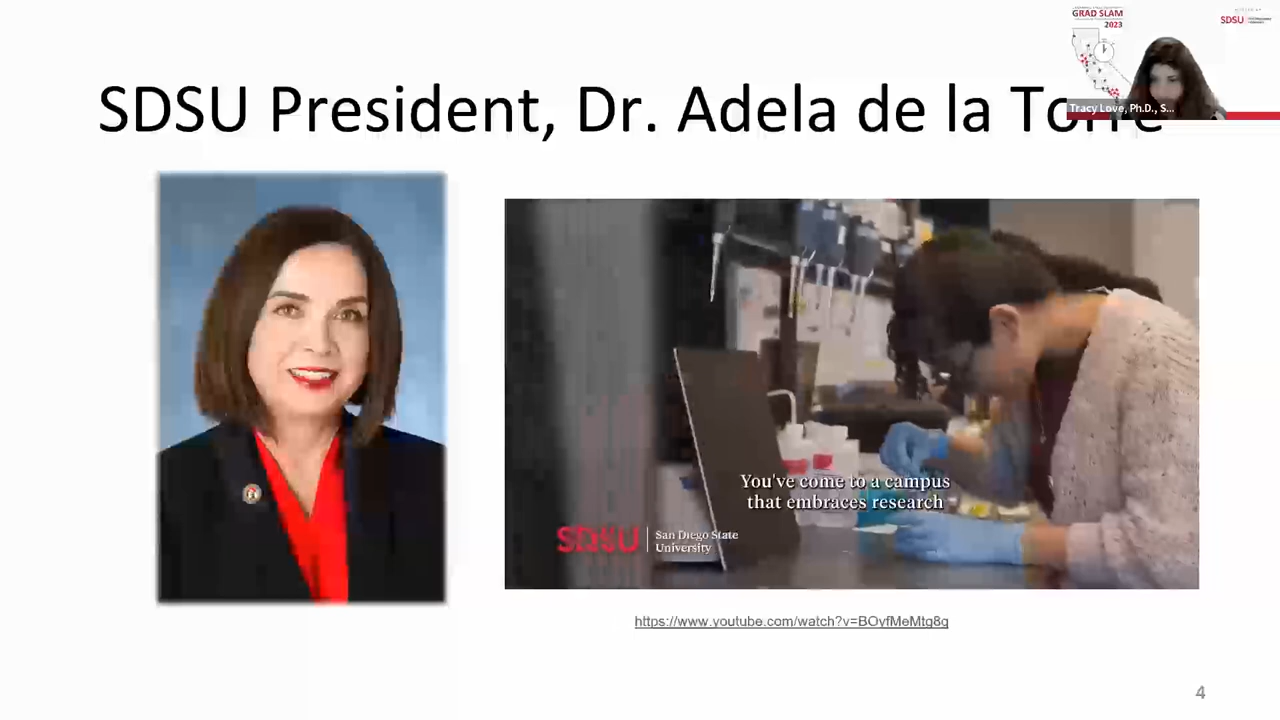 GRAD SLAM
2023
SDSU
SDSU President, Dr. Adela de la Torre
Tracy Love, Ph.D., S...
You've come to a campus
that embraces research
SDSU
San Diego State
University
https://www.youtube.com/watch?v=BOyfMeMtg8g
4